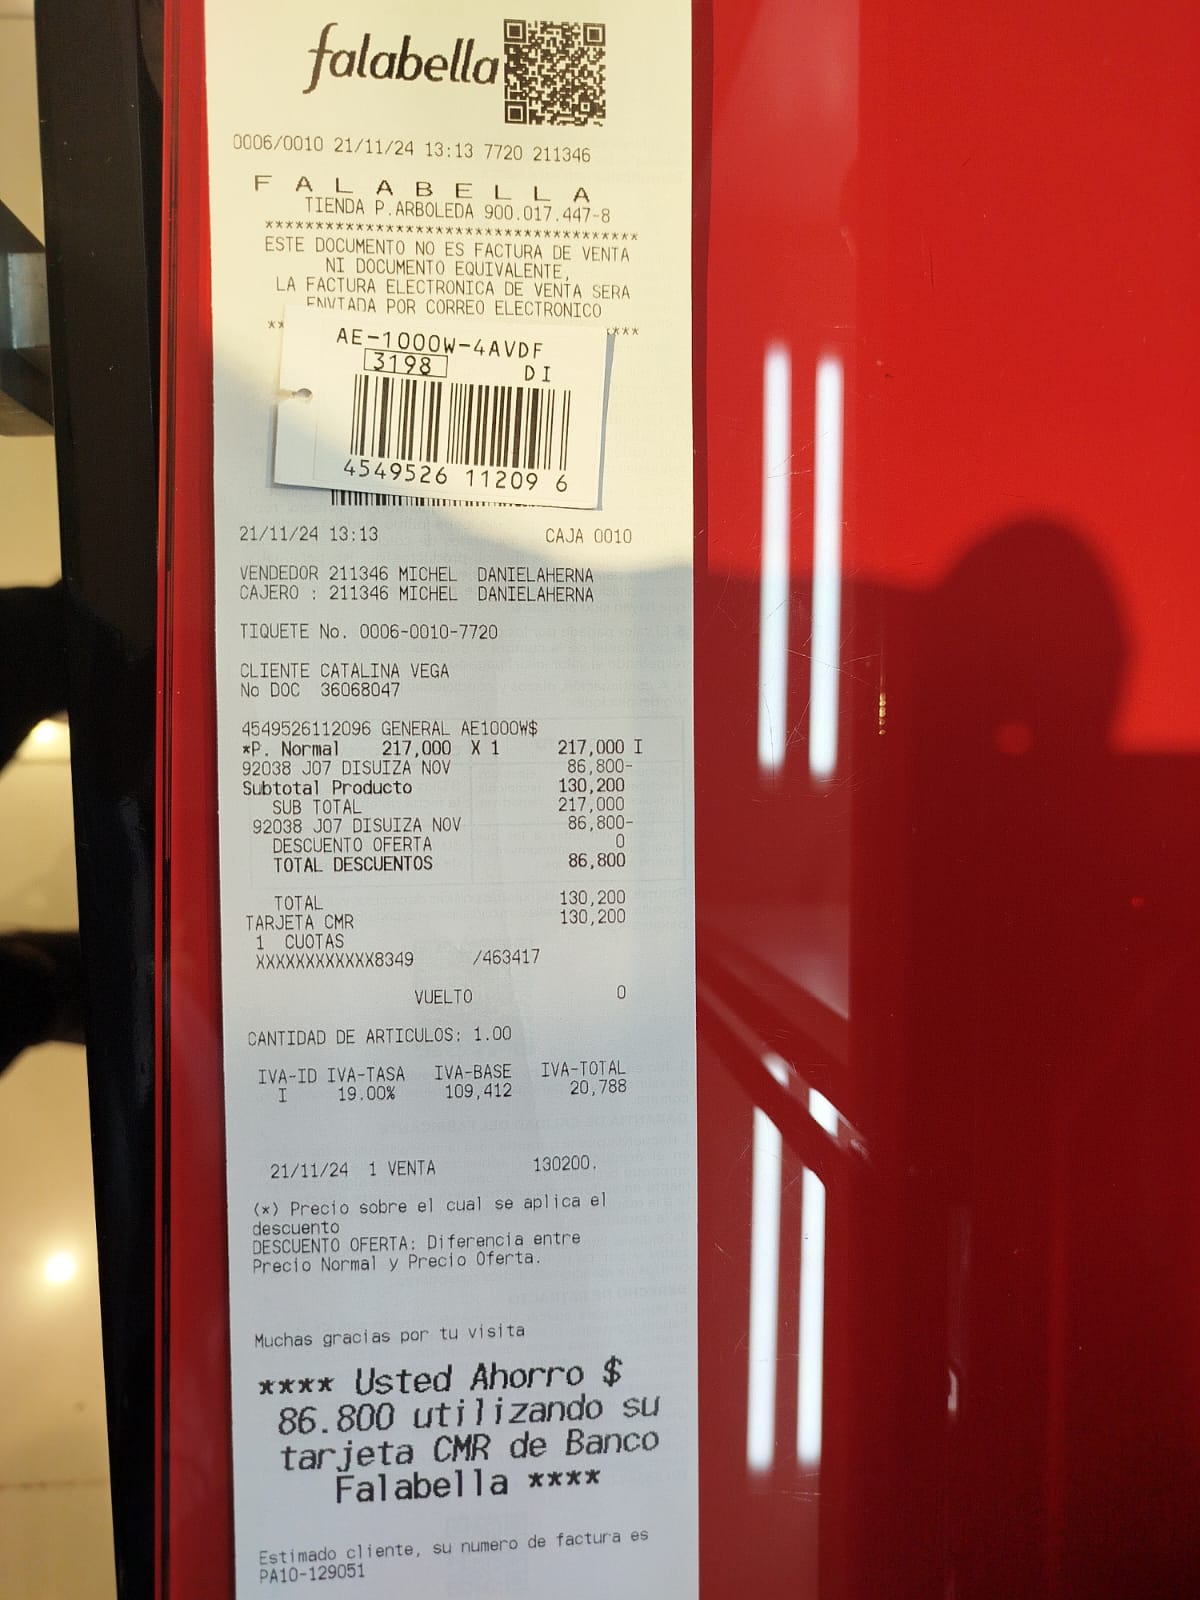 falabella
0006/0010 21/11/24 13:13 7720 211346
F A L A B E L L A
TIENDA P.ARBOLEDA 900.017.447-8
*************************************
ESTE DOCUMENTO NO ES FACTURA DE VENTA
NI DOCUMENTO EQUIVALENTE,
LA FACTURA ELECTRONICA DE VENTA SERA
ENVIADA POR CORREO ELECTRONICO
AE-1000W-4AVDF
3198 DI
4549526 11209 6
21/11/24 13:13 CAJA 0010
VENDEDOR 211346 MICHEL DANIELAHERNA
CAJERO : 211346 MICHEL DANIELAHERNA
TIQUETE No. 0006-0010-7720
CLIENTE CATALINA VEGA
No DOC 36068047
4549526112096 GENERAL AE1000W$
*P. Normal 217,000 X 1 217,000 I
92038 J07 DISUIZA NOV 86,800-
Subtotal Producto 130,200
SUB TOTAL 217,000
92038 J07 DISUIZA NOV 86,800-
DESCUENTO OFERTA 0
TOTAL DESCUENTOS 86,800
TOTAL 130,200
TARJETA CMR 130,200
1 CUOTAS
XXXXXXXXXXXX8349 /463417
VUELTO 0
CANTIDAD DE ARTICULOS: 1.00
IVA-ID IVA-TASA IVA-BASE IVA-TOTAL
I 19.00% 109,412 20,788
21/11/24 1 VENTA 130200.
(*) Precio sobre el cual se aplica el
descuento
DESCUENTO OFERTA: Diferencia entre
Precio Normal y Precio Oferta.
Muchas gracias por tu visita
**** Usted Ahorro $
86.800 utilizando su
tarjeta CMR de Banco
Falabella ****
Estimado cliente, su numero de factura es
PA10-129051